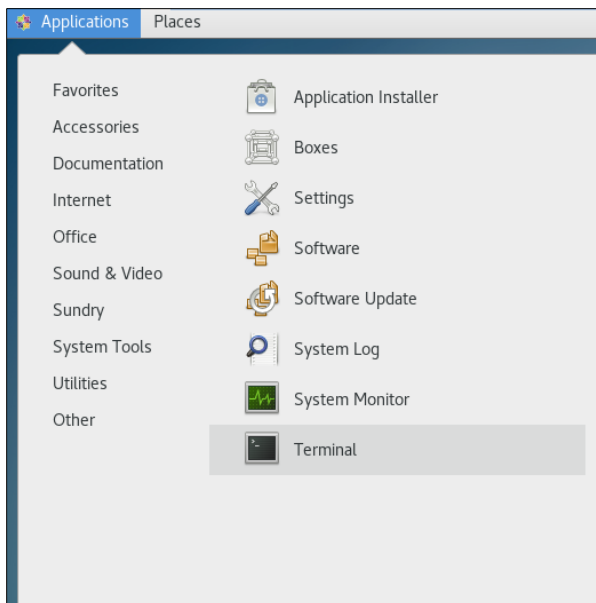 Applications Places
Favorites
Accessories
Documentation
Internet
Office
Sound & Video
Sundry
System Tools
Utilities
Other
Application Installer
Boxes
Settings
Software
Software Update
System Log
System Monitor
Terminal